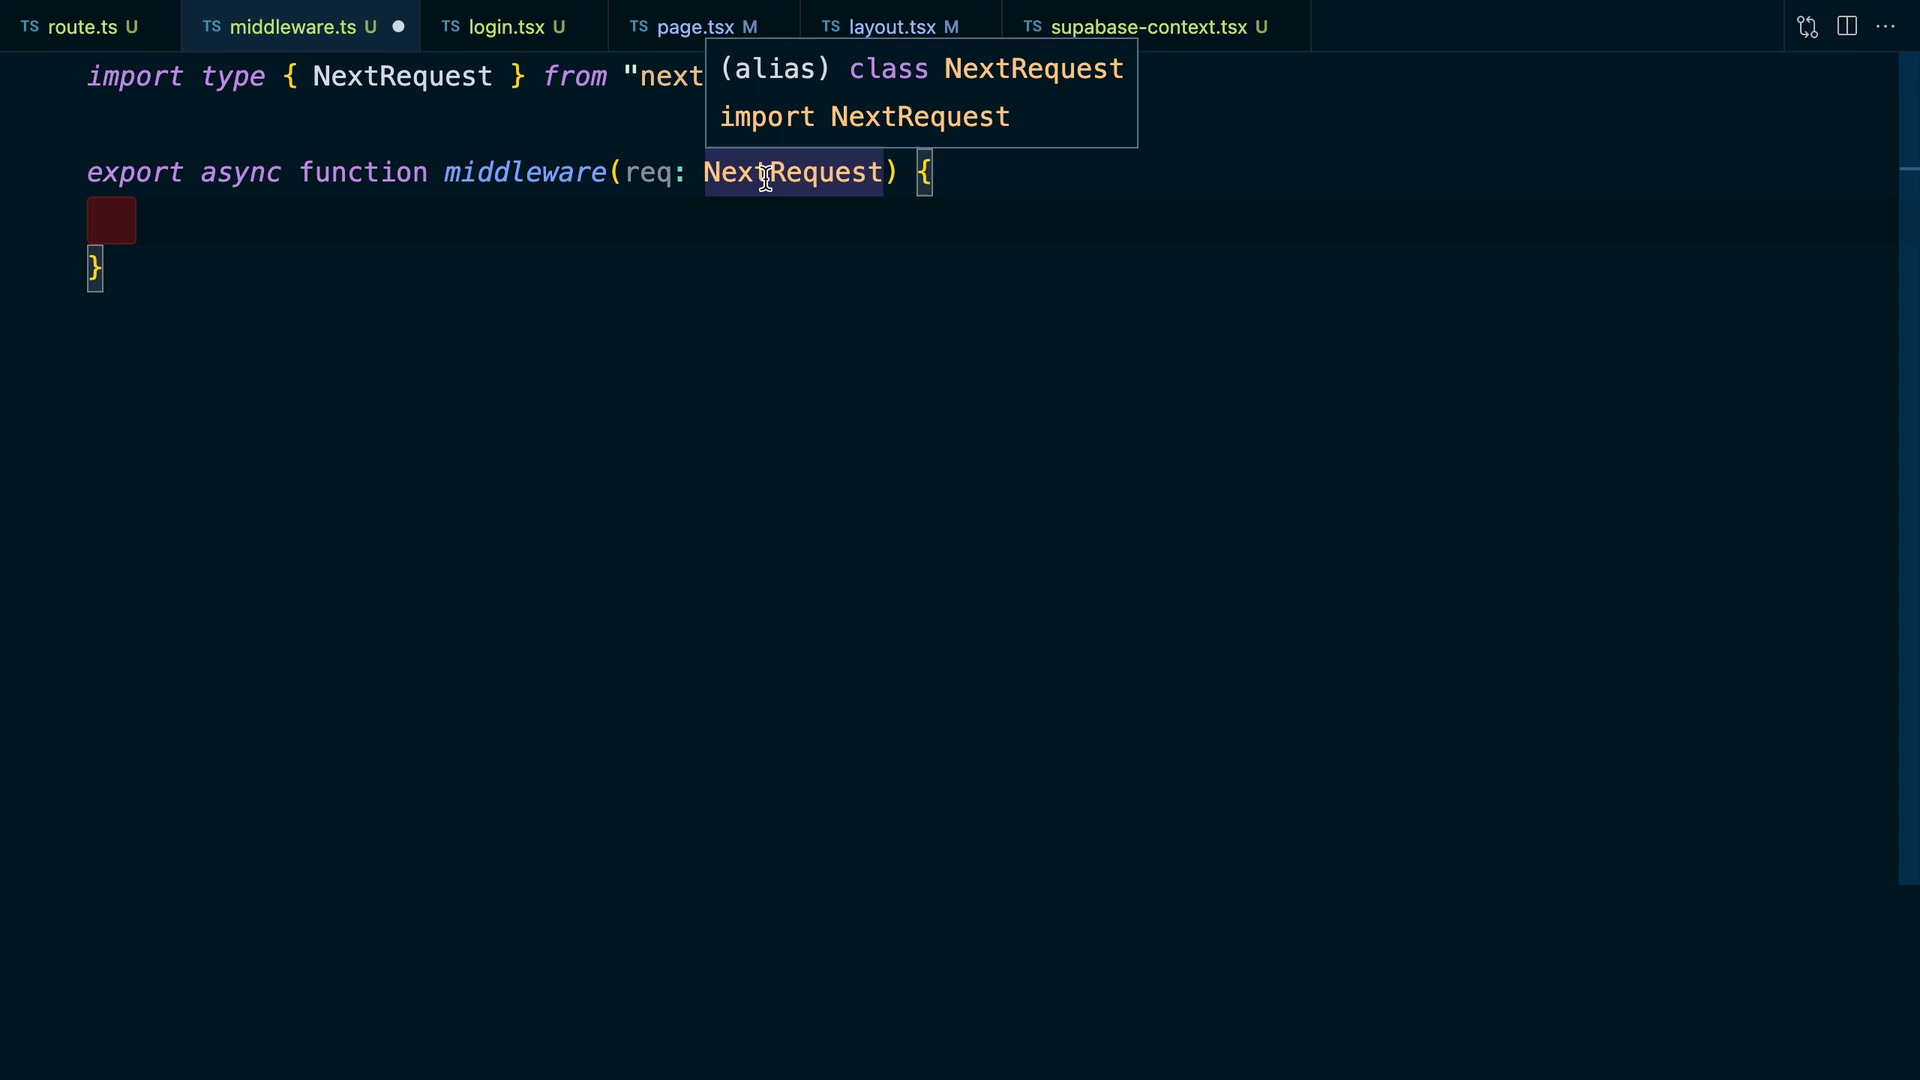 TS route.ts U TS middleware.ts U TS login.tsx U TS page.tsx M TS layout.tsx M TS supabase-context.tsx U
import type { NextRequest } from "next
(alias) class NextRequest
import NextRequest
export async function middleware(req: NextRequest) {
}